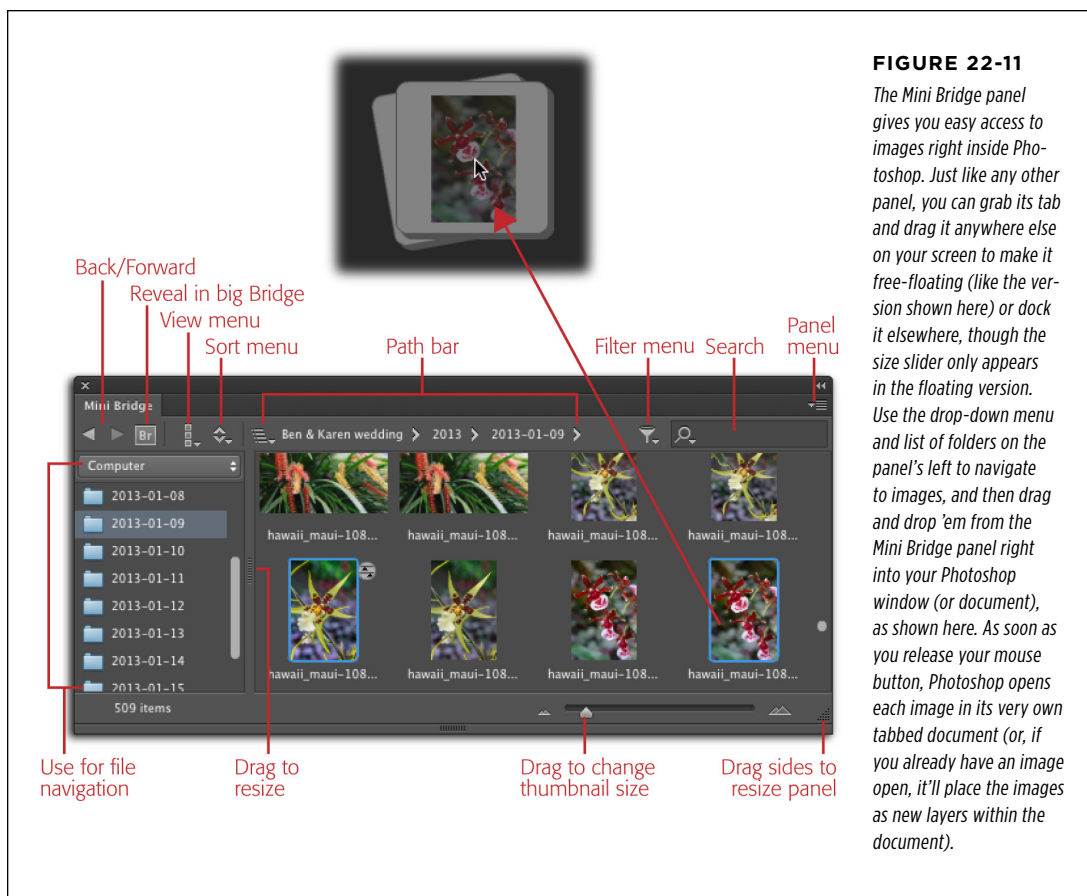 FIGURE 22-11
The Mini Bridge panel
gives you easy access to
images right inside Pho-
toshop. Just like any other
panel, you can grab its tab
and drag it anywhere else
on your screen to make it
free-floating (like the ver-
sion shown here) or dock
it elsewhere, though the
size slider only appears
in the floating version.
Use the drop-down menu
and list of folders on the
panel's left to navigate
to images, and then drag
and drop 'em from the
Mini Bridge panel right
into your Photoshop
window (or document),
as shown here. As soon as
you release your mouse
button, Photoshop opens
each image in its very own
tabbed document (or, if
you already have an image
open, it'll place the images
as new layers within the
document).
Back/Forward
Reveal in big Bridge
View menu
Sort menu
Path bar
Filter menu
Search
Panel
menu
Mini Bridge
Br
Ben & Karen wedding
2013
2013-01-09
Computer
2013-01-08
2013-01-09
2013-01-10
2013-01-11
2013-01-12
2013-01-13
2013-01-14
2013-01-15
hawaii_maui-108...
hawaii_maui-108...
hawaii_maui-108...
hawaii_maui-108...
hawaii_maui-108...
hawaii_maui-108...
hawaii_maui-108...
hawaii_maui-108...
509 items
Use for file
navigation
Drag to
resize
Drag to change
thumbnail size
Drag sides to
resize panel